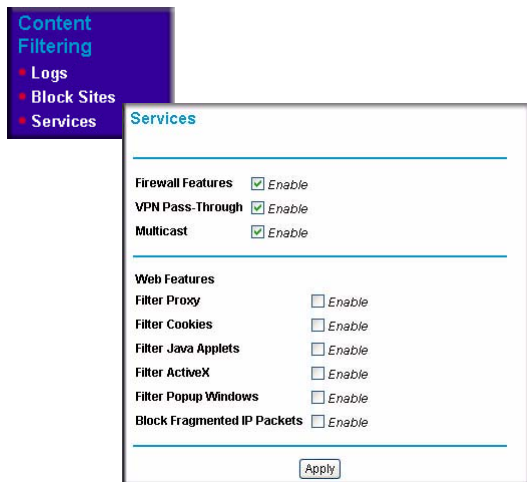 Content
Filtering
Logs
Block Sites
Services
Services
Firewall Features Enable
VPN Pass-Through Enable
Multicast Enable
Web Features
Filter Proxy Enable
Filter Cookies Enable
Filter Java Applets Enable
Filter ActiveX Enable
Filter Popup Windows Enable
Block Fragmented IP Packets Enable
Apply